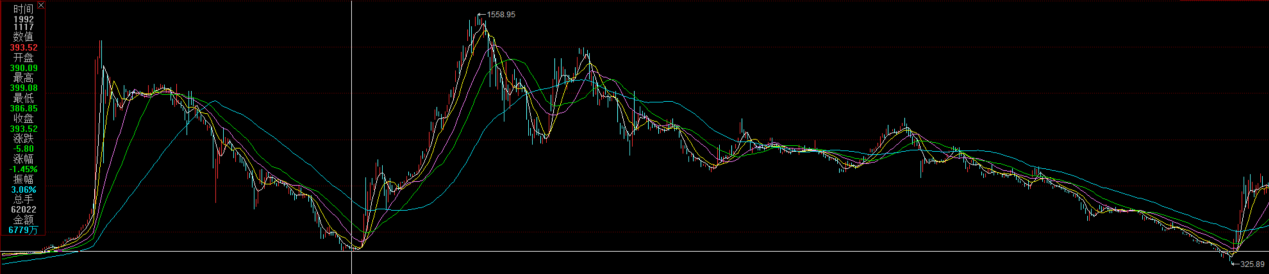 时间
1992
1117
数值
393.52
开盘
390.09
最高
399.08
最低
386.85
收盘
393.52
涨跌
-5.80
涨幅
-1.45%
振幅
3.06%
总手
62022
金额
6779万
1558.95
325.89